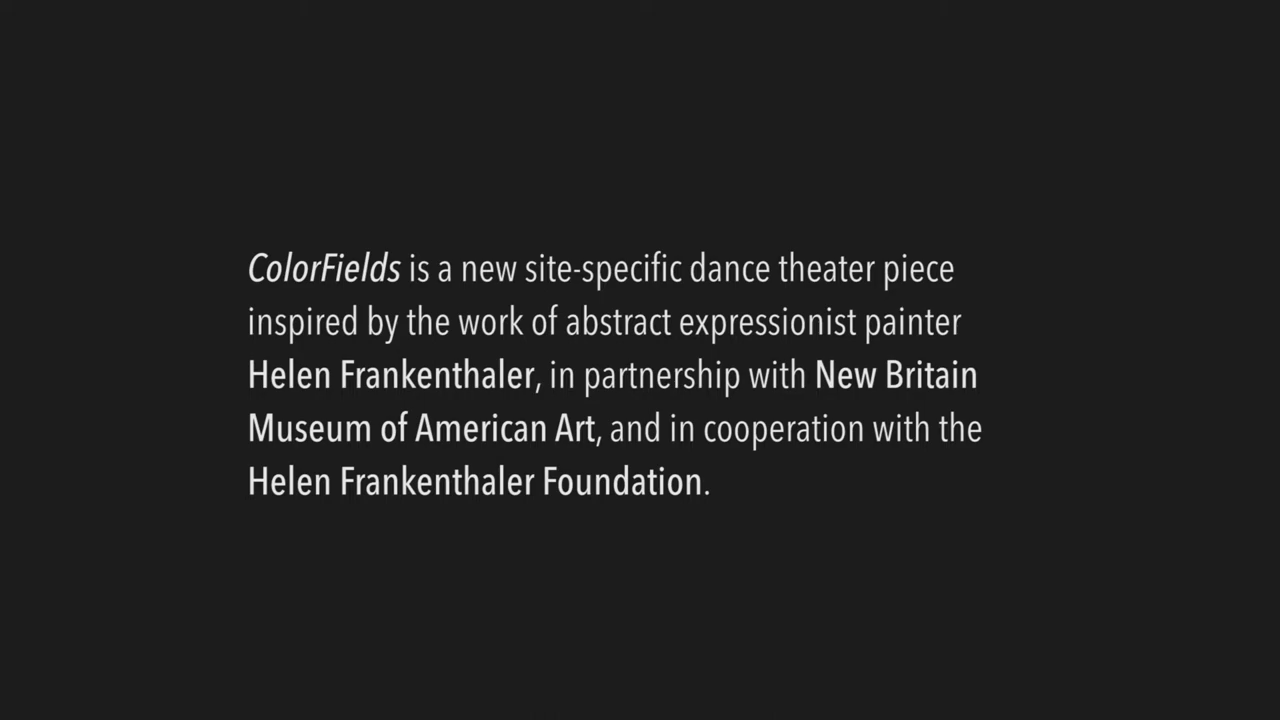 ColorFields is a new site-specific dance theater piece
inspired by the work of abstract expressionist painter
Helen Frankenthaler, in partnership with New Britain
Museum of American Art, and in cooperation with the
Helen Frankenthaler Foundation.